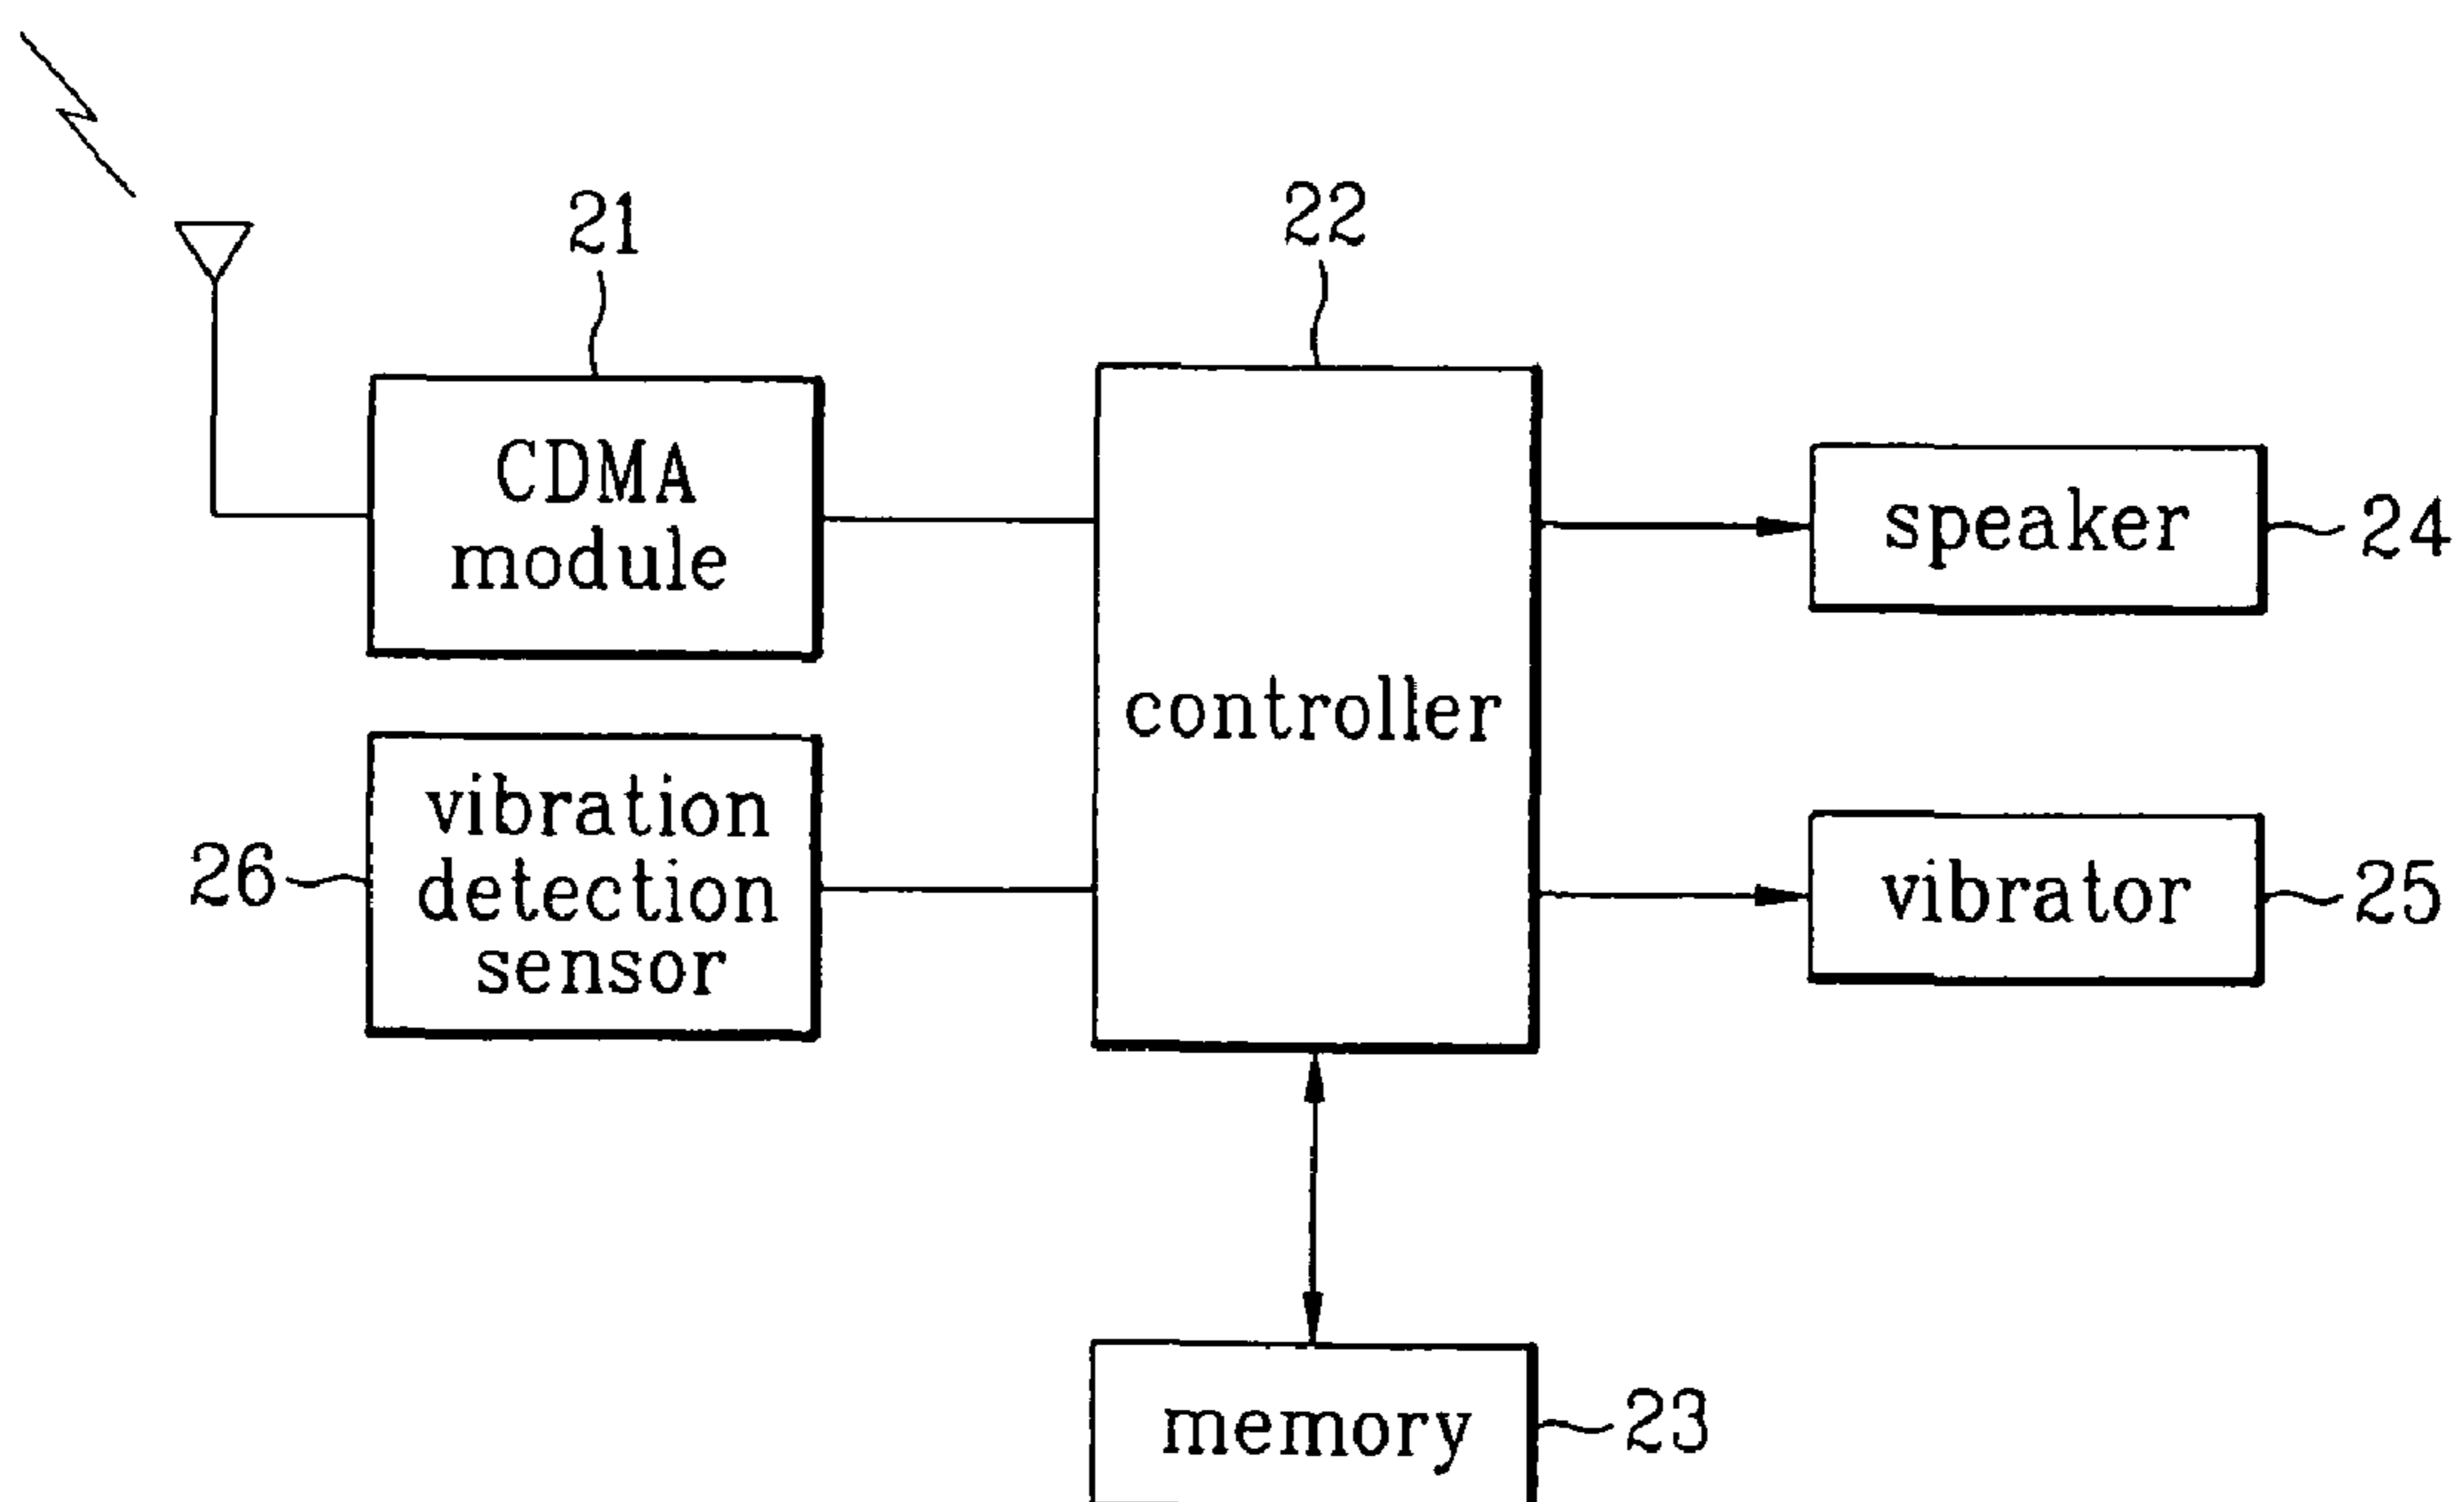 21
22
CDMA
module
controller
speaker
24
vibration
detection
sensor
26
vibrator
25
memory
23